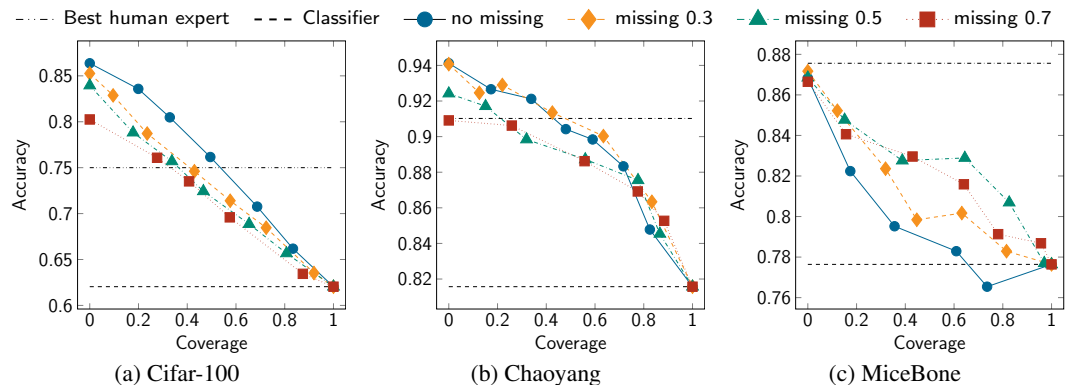 Best human expert Classifier no missing missing 0.3 missing 0.5 missing 0.7
0.85
0.8
0.75
0.7
0.65
0.6
Accuracy
0 0.2 0.4 0.6 0.8 1
Coverage
(a) Cifar-100
0.94
0.92
0.9
0.88
0.86
0.84
0.82
Accuracy
0 0.2 0.4 0.6 0.8 1
Coverage
(b) Chaoyang
0.88
0.86
0.84
0.82
0.8
0.78
0.76
Accuracy
0 0.2 0.4 0.6 0.8 1
Coverage
(c) MiceBone